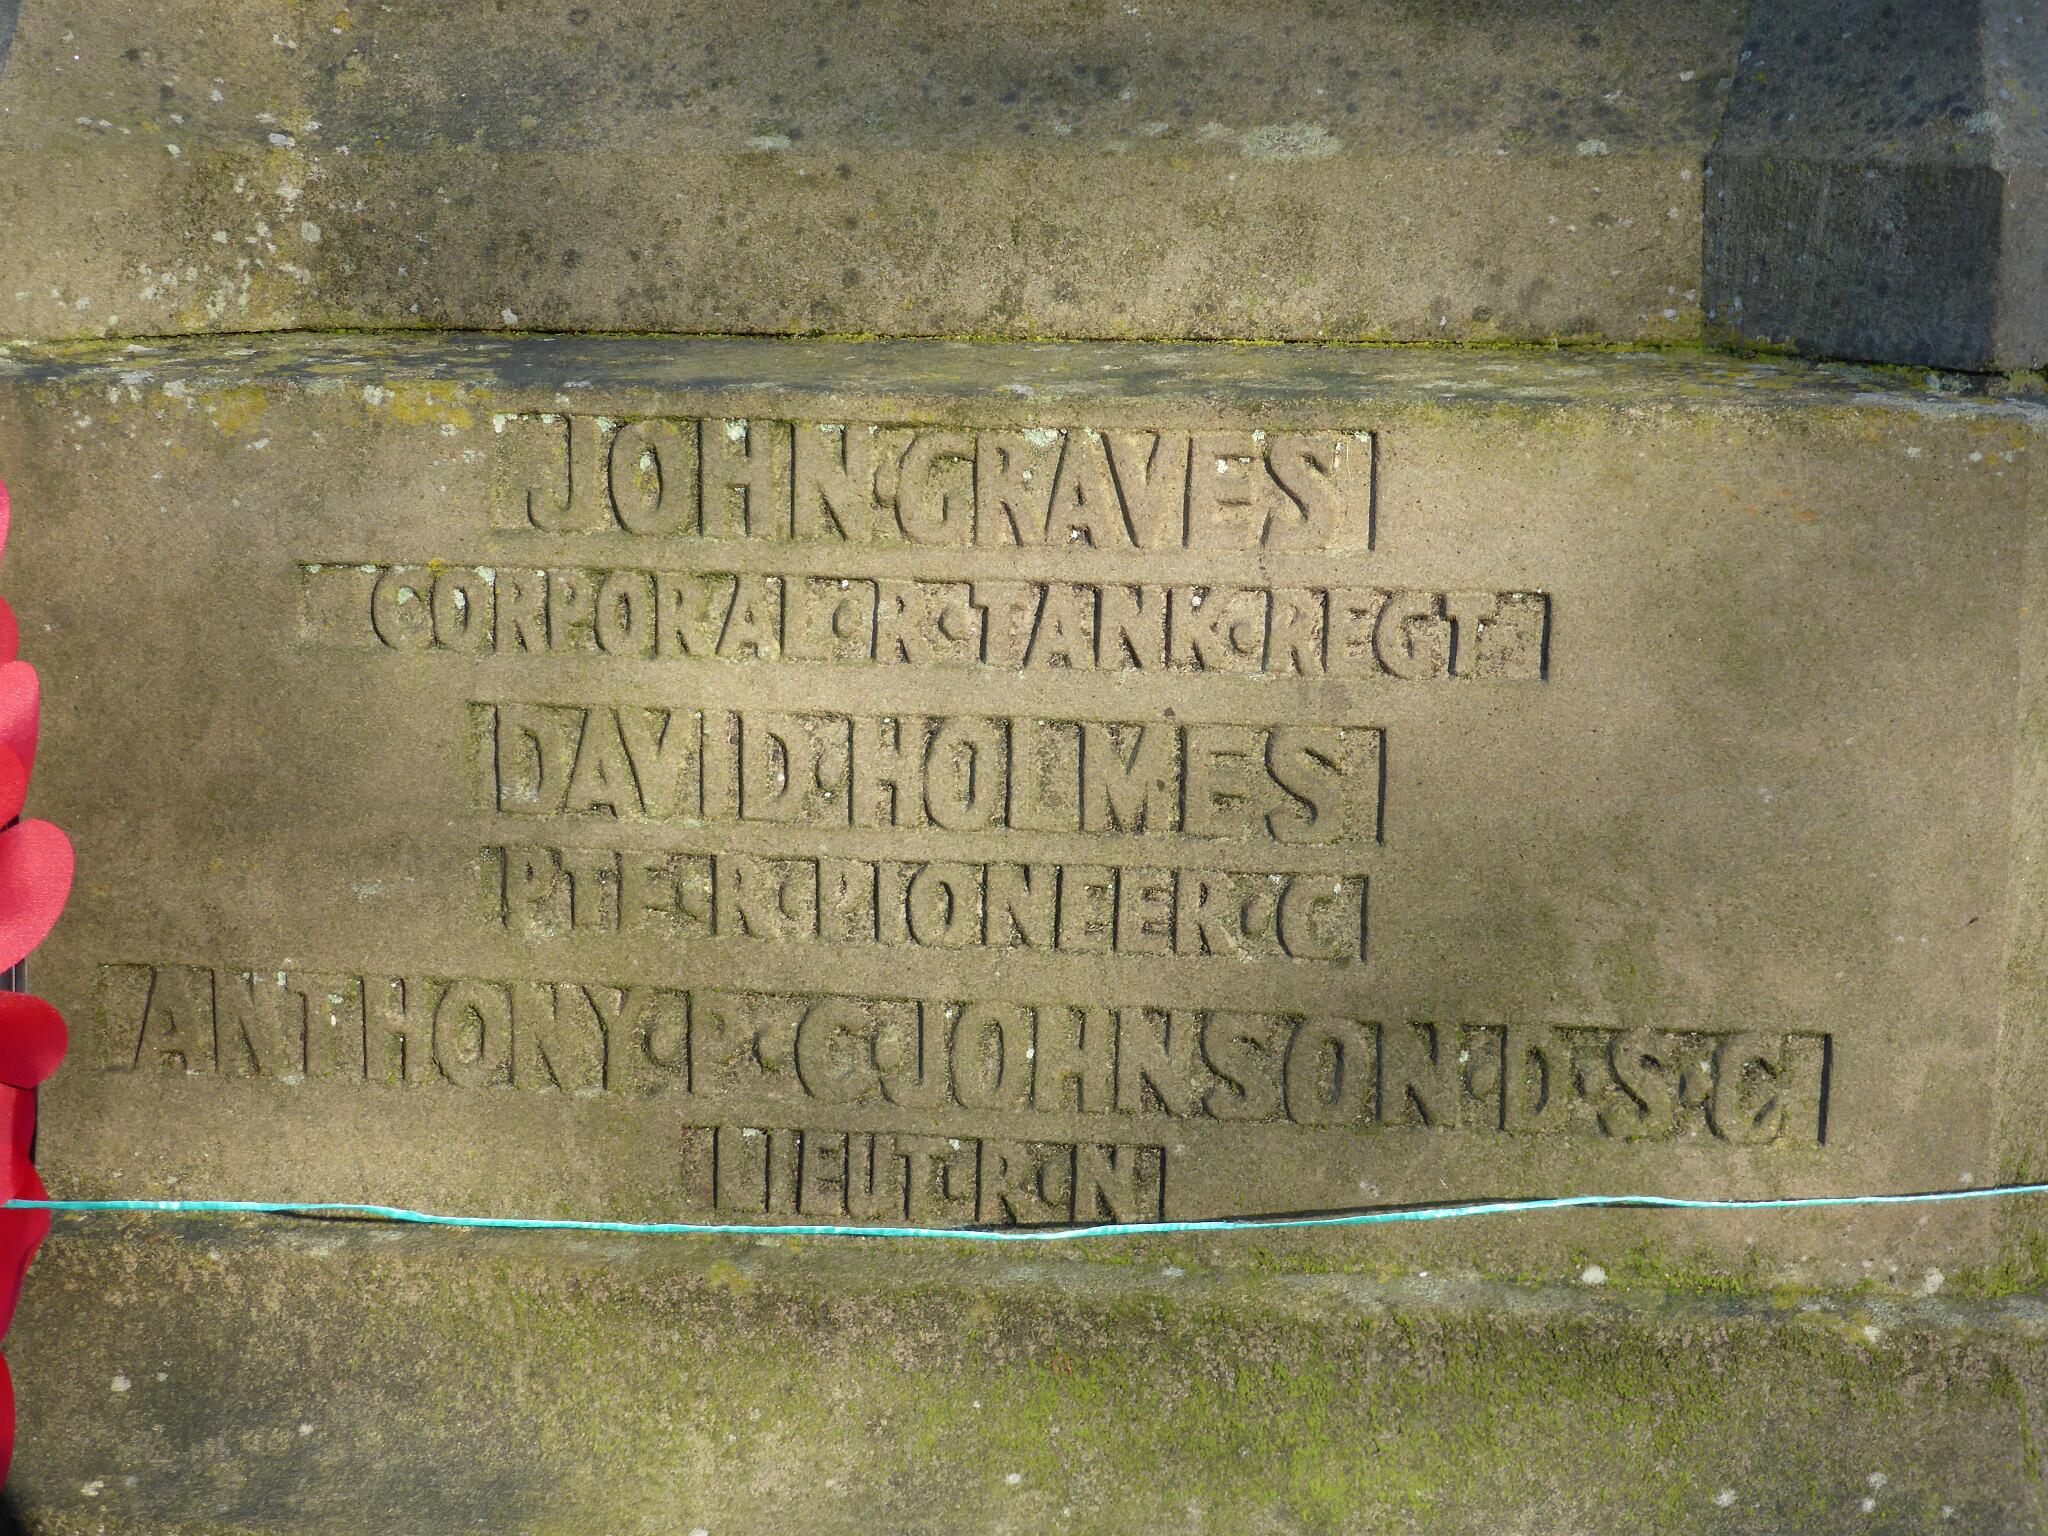 JOHN·GRAVES
CORPORAL·R·TANK·REGT
DAVID·HOLMES
PTE·R·PIONEER·C
ANTHONY·P·C·JOHNSON·D·S·C
LIEUT·R·N